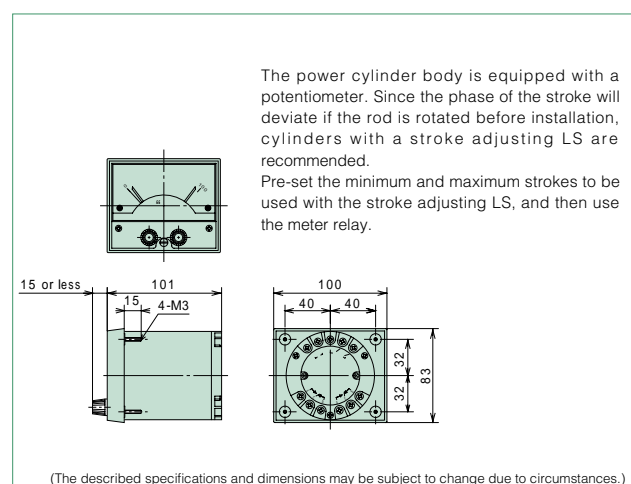 The power cylinder body is equipped with a
potentiometer. Since the phase of the stroke will
deviate if the rod is rotated before installation,
cylinders with a stroke adjusting LS are
recommended.
Pre-set the minimum and maximum strokes to be
used with the stroke adjusting LS, and then use
the meter relay.
0
100
15 or less
101
15
4-M3
100
40
40
32
32
83
(The described specifications and dimensions may be subject to change due to circumstances.)